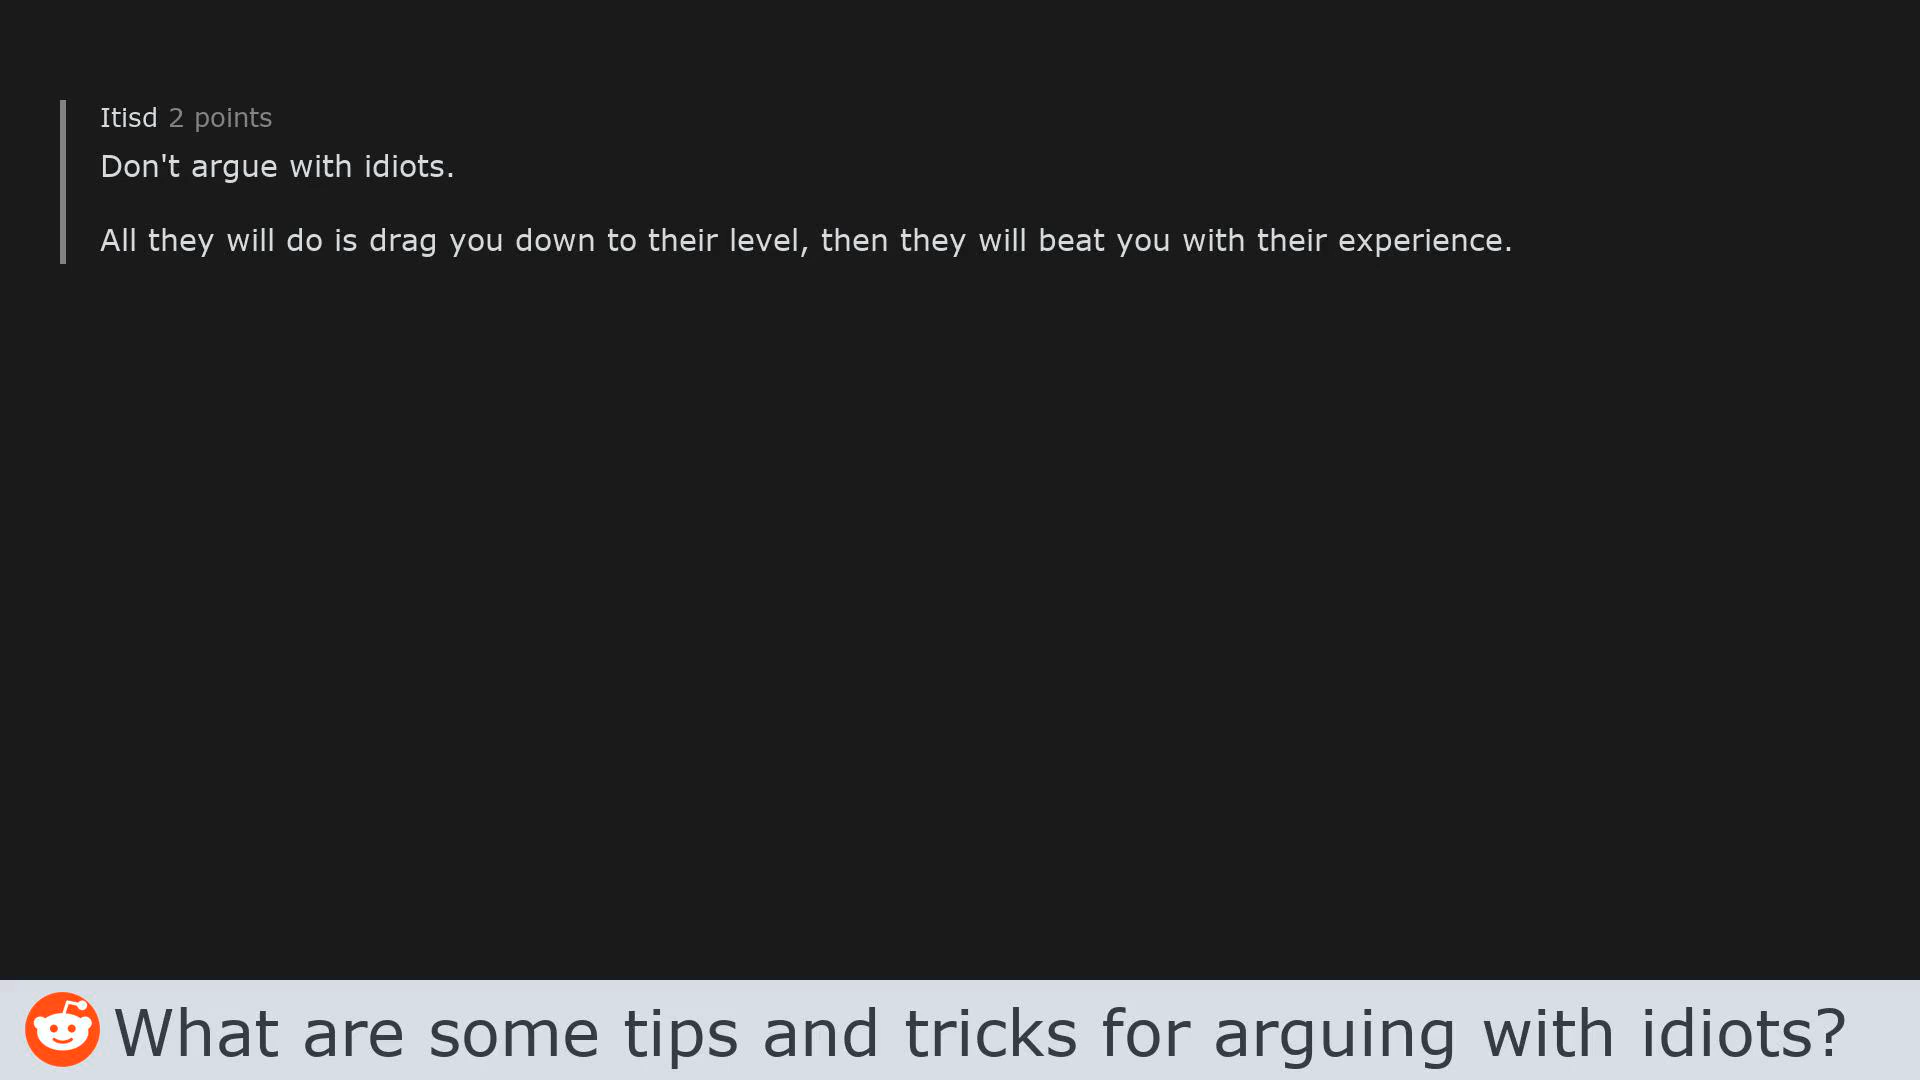 Itisd 2 points
Don't argue with idiots.
All they will do is drag you down to their level, then they will beat you with their experience.
What are some tips and tricks for arguing with idiots?